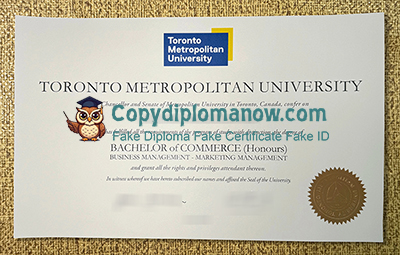 Toronto
Metropolitan
University
TORONTO METROPOLITAN UNIVERSITY
Chancellor and Senate of Metropolitan University in Toronto, Canada, confer on
Copydiplomanow.com
Fake Diploma Fake Certificate Fake ID
BACHELOR of COMMERCE (Honours)
BUSINESS MANAGEMENT - MARKETING MANAGEMENT
and grant all the rights and privileges attendant thereon.
In witness whereof we have hereto subscribed our names and affixed the Seal of the University.